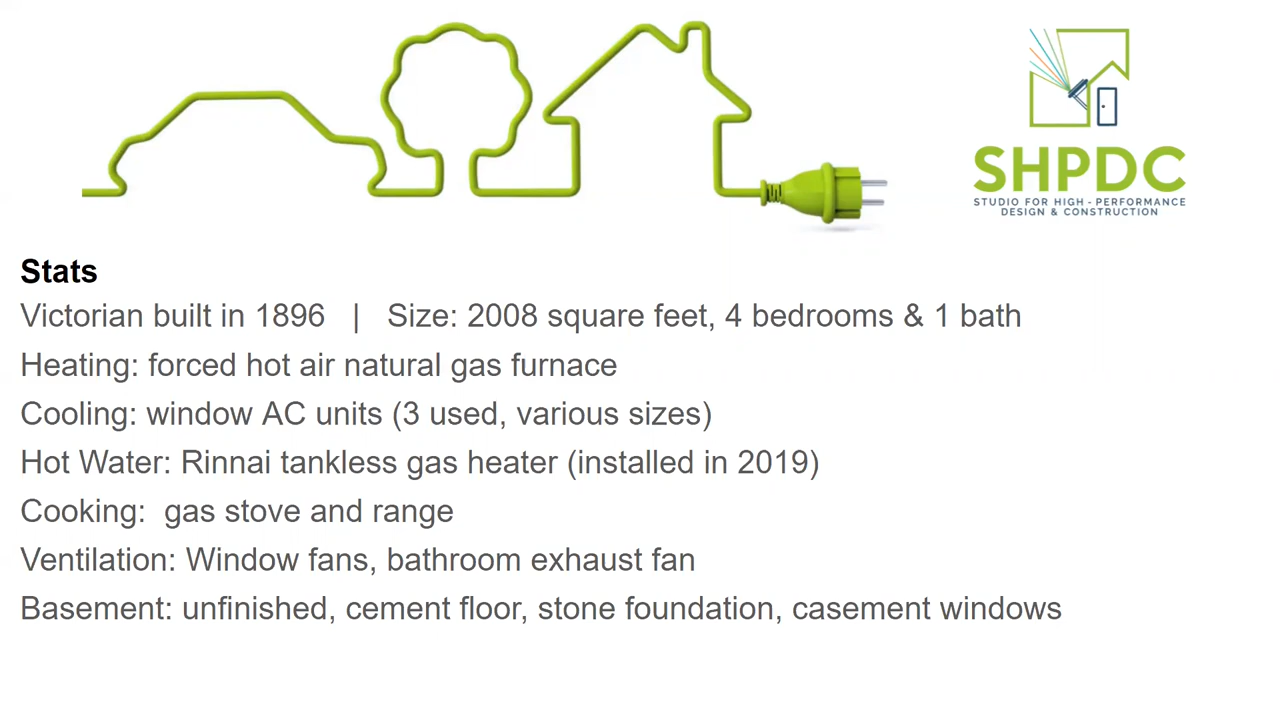 SHPDC
STUDIO FOR HIGH - PERFORMANCE
DESIGN & CONSTRUCTION
Stats
Victorian built in 1896 | Size: 2008 square feet, 4 bedrooms & 1 bath
Heating: forced hot air natural gas furnace
Cooling: window AC units (3 used, various sizes)
Hot Water: Rinnai tankless gas heater (installed in 2019)
Cooking: gas stove and range
Ventilation: Window fans, bathroom exhaust fan
Basement: unfinished, cement floor, stone foundation, casement windows